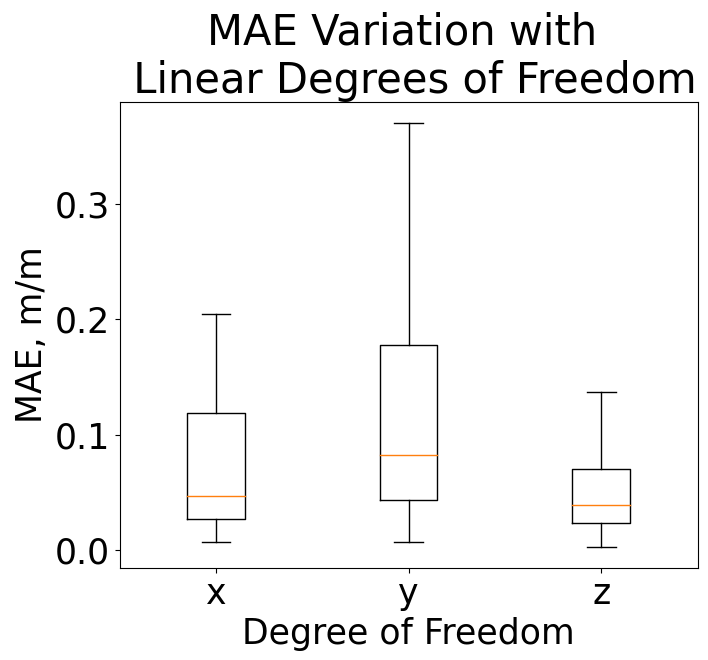 MAE Variation with
Linear Degrees of Freedom
MAE, m/m
0.3
0.2
0.1
0.0
x y z
Degree of Freedom